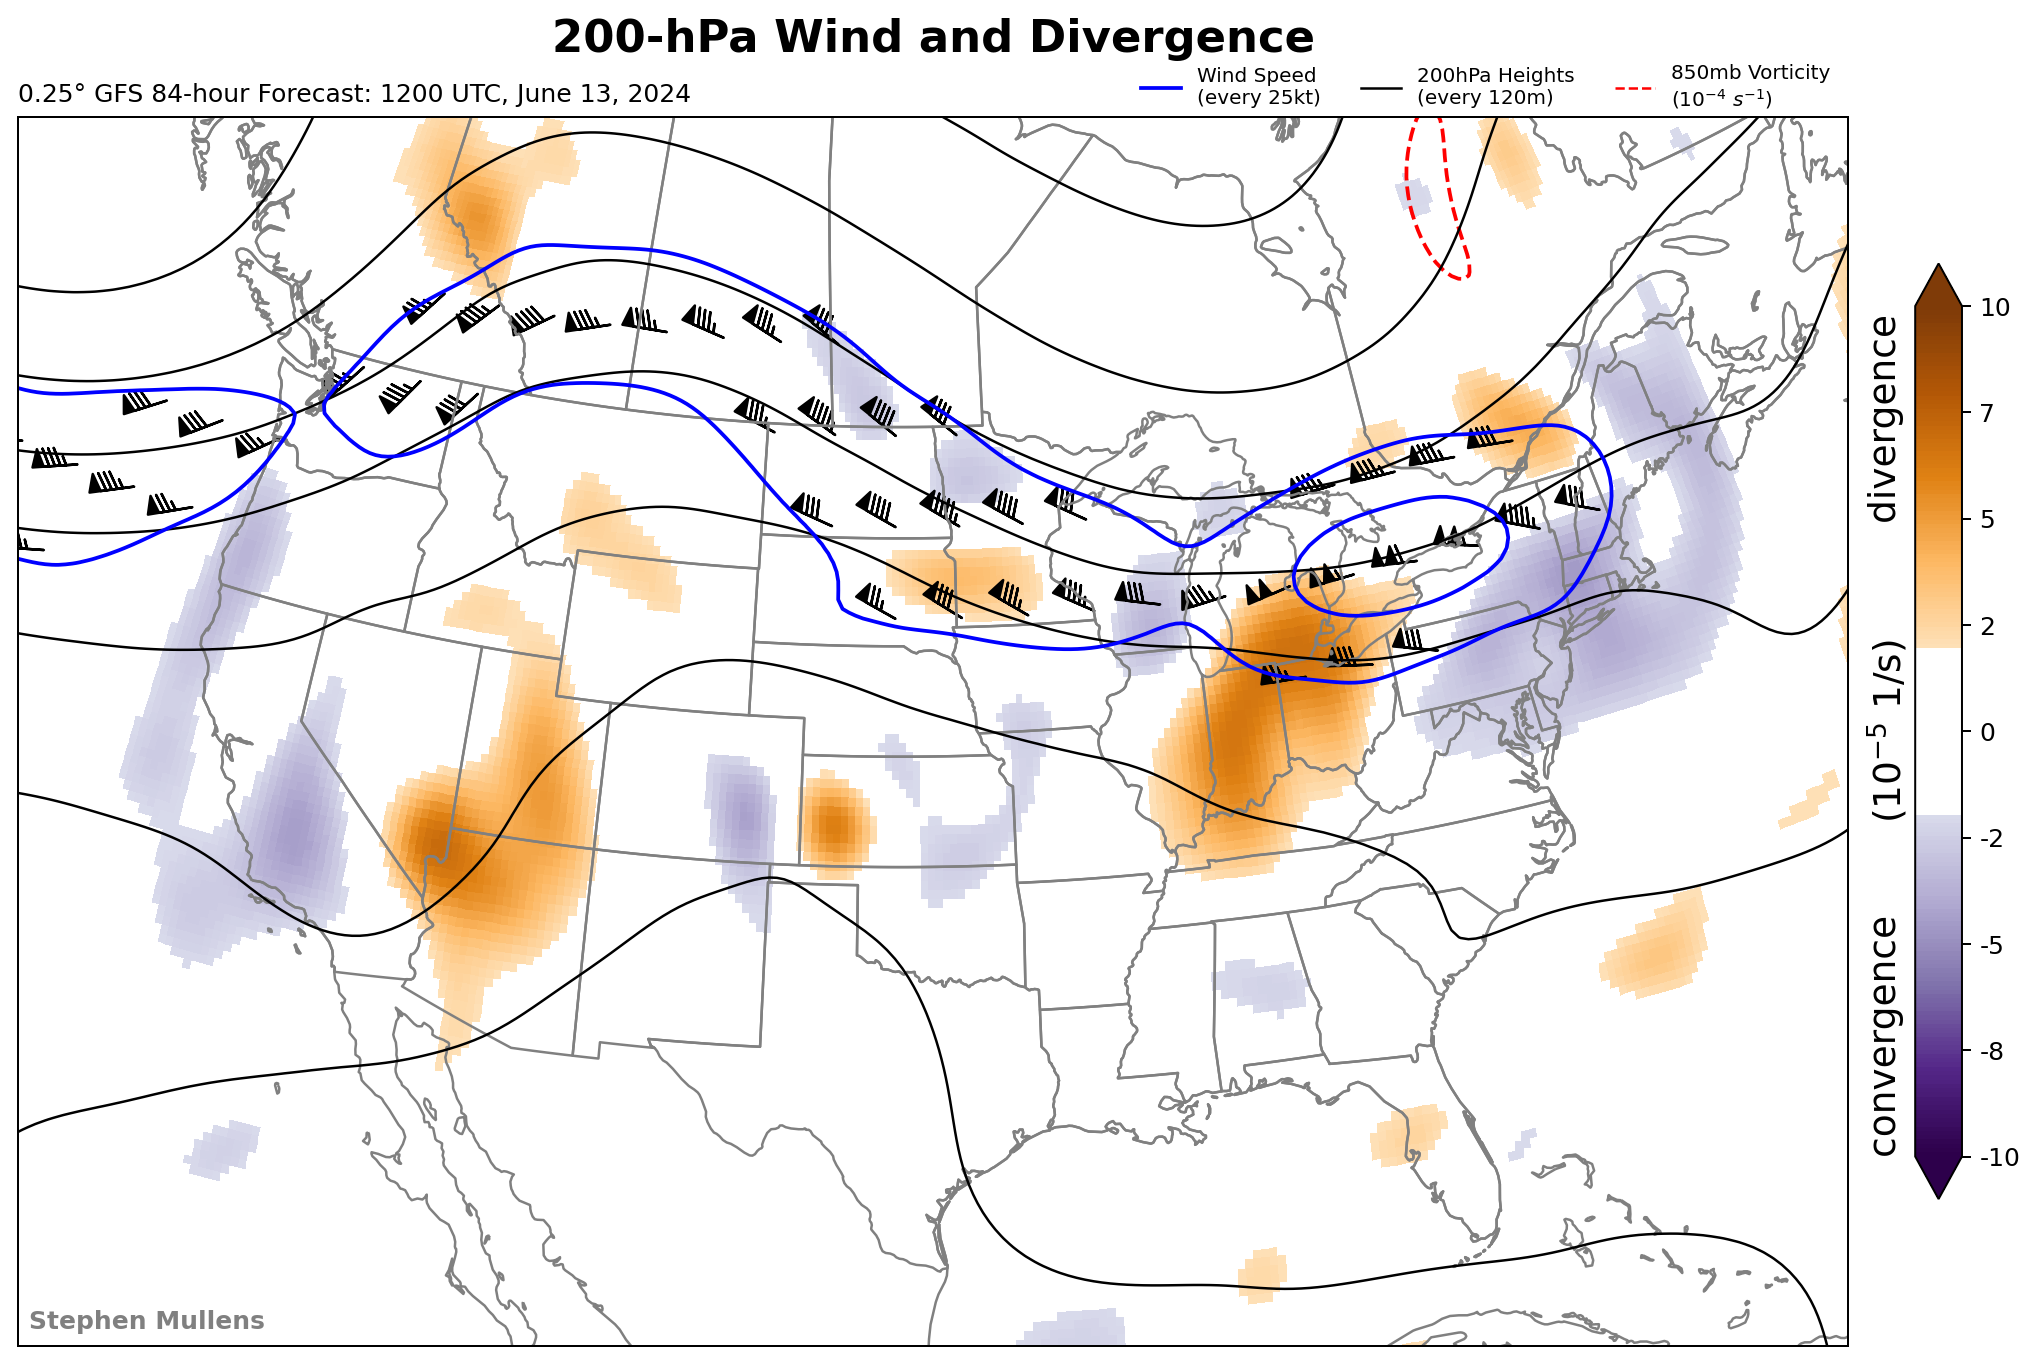 200-hPa Wind and Divergence
0.25° GFS 84-hour Forecast: 1200 UTC, June 13, 2024
Wind Speed
(every 25kt)
200hPa Heights
(every 120m)
850mb Vorticity
(10⁻⁴ s⁻¹)
10
7
5
2
0
-2
-5
-8
-10
convergence (10⁻⁵ 1/s) divergence
Stephen Mullens